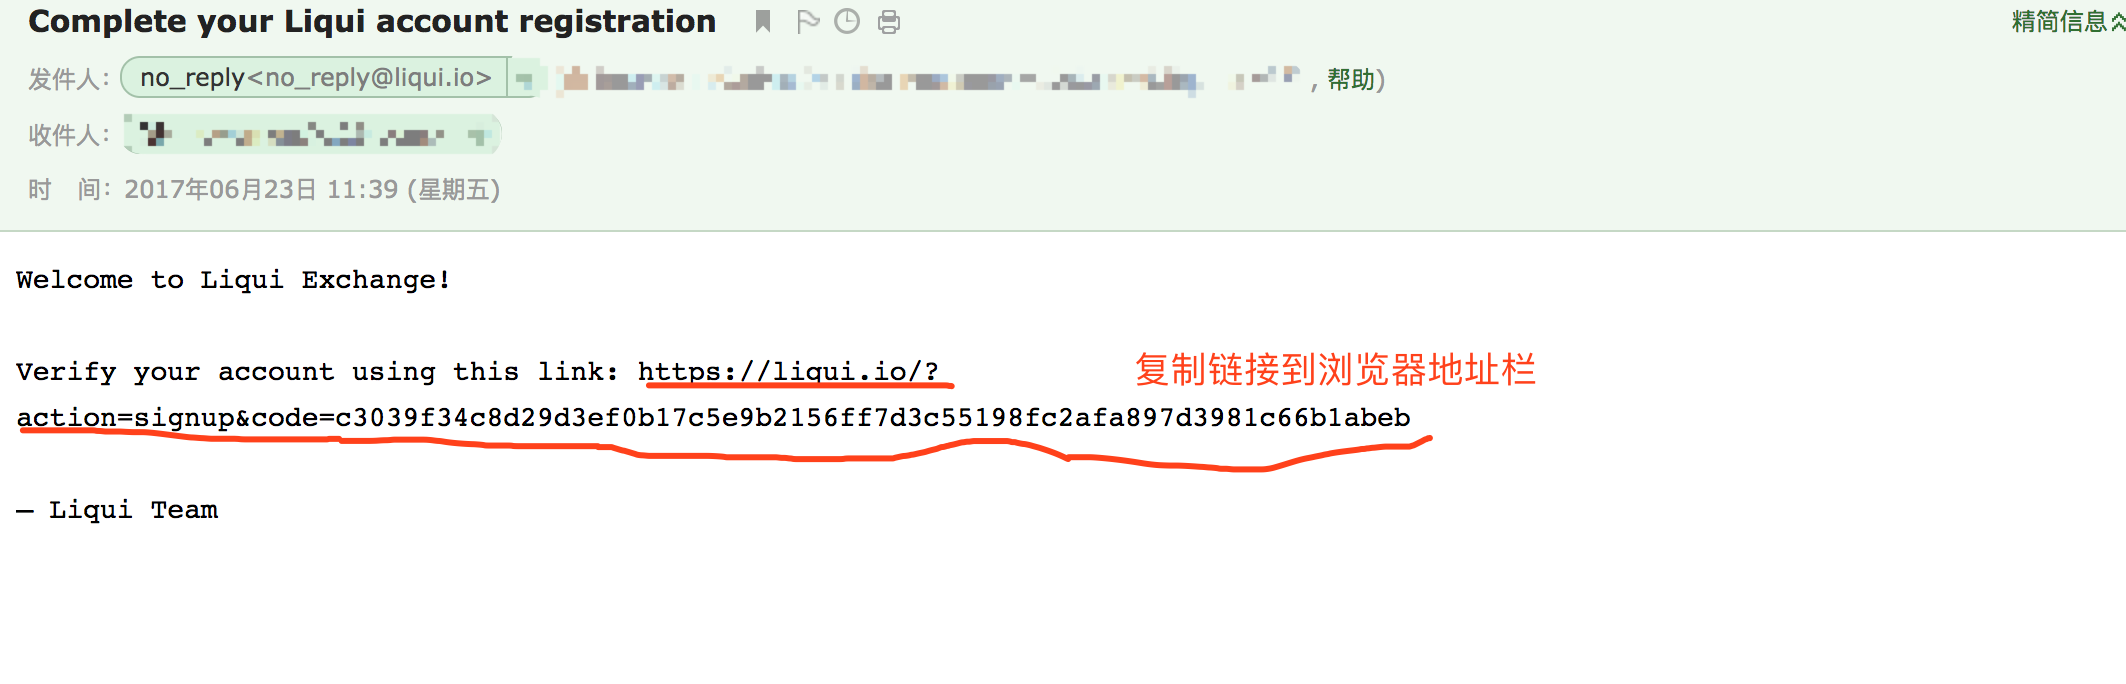 Complete your Liqui account registration
精简信息
发件人：no_reply<no_reply@liqui.io>
，帮助)
收件人：
时 间：2017年06月23日 11:39 (星期五)
Welcome to Liqui Exchange!
Verify your account using this link: https://liqui.io/?
复制链接到浏览器地址栏
action=signup&code=c3039f34c8d29d3ef0b17c5e9b2156ff7d3c55198fc2afa897d3981c66b1abeb
— Liqui Team